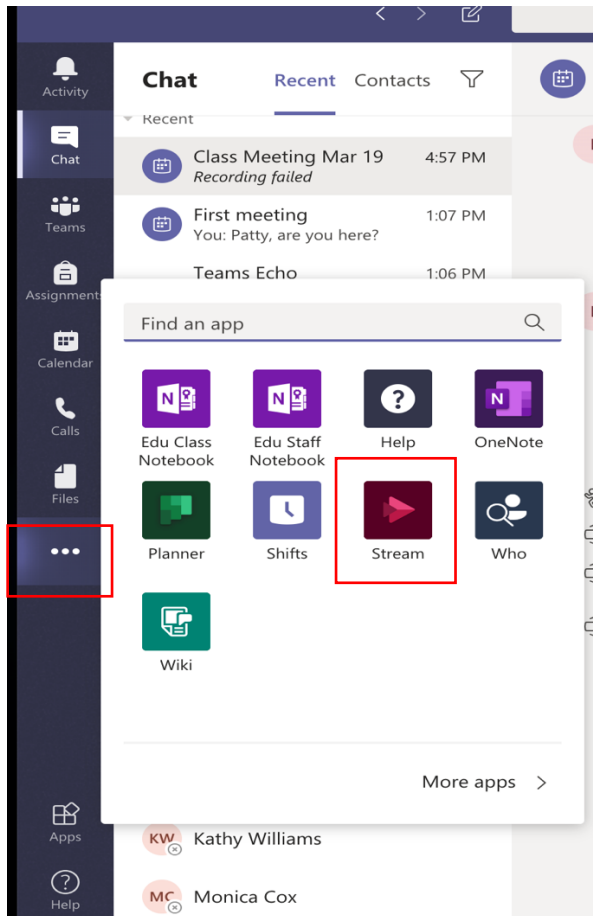 Activity
Chat
Teams
Assignment
Calendar
Calls
Files
Apps
Help
Chat Recent Contacts
Recent
Class Meeting Mar 19 4:57 PM
Recording failed
First meeting 1:07 PM
You: Patty, are you here?
Teams Echo 1:06 PM
Find an app
Edu Class
Notebook
Edu Staff
Notebook
Help
OneNote
Planner
Shifts
Stream
Who
Wiki
More apps
KW Kathy Williams
MC Monica Cox